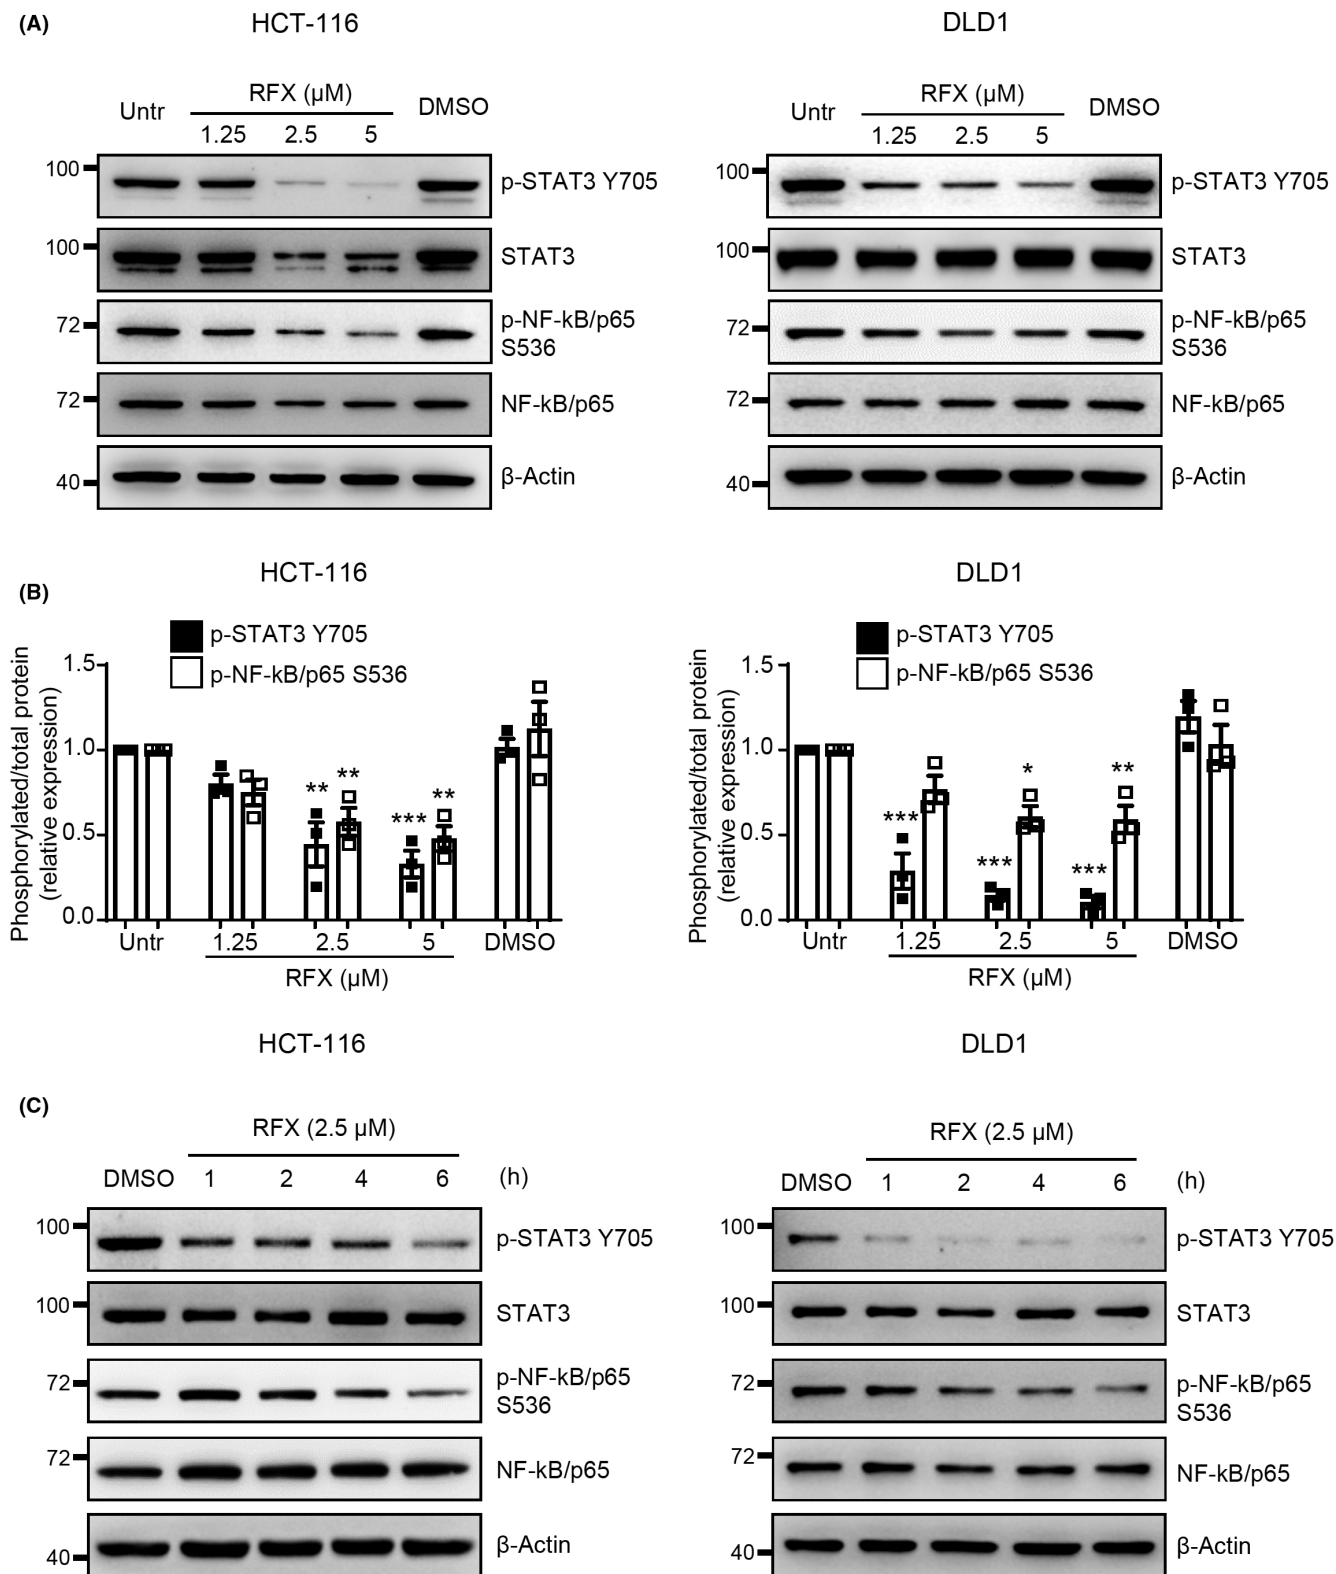 (A)
HCT-116
DLD1
Untr
RFX (µM)
DMSO
1.25 2.5 5
100
p-STAT3 Y705
100
STAT3
72
p-NF-kB/p65
S536
72
NF-kB/p65
40
β-Actin
Untr
RFX (µM)
DMSO
1.25 2.5 5
100
p-STAT3 Y705
100
STAT3
72
p-NF-kB/p65
S536
72
NF-kB/p65
40
β-Actin
(B)
HCT-116
p-STAT3 Y705
p-NF-kB/p65 S536
Phosphorylated/total protein
(relative expression)
1.5
1.0
0.5
0.0
** ** *** **
Untr 1.25 2.5 5 DMSO
RFX (µM)
DLD1
p-STAT3 Y705
p-NF-kB/p65 S536
Phosphorylated/total protein
(relative expression)
1.5
1.0
0.5
0.0
*** *** * *** **
Untr 1.25 2.5 5 DMSO
RFX (µM)
(C)
HCT-116
RFX (2.5 µM)
DMSO 1 2 4 6 (h)
100
p-STAT3 Y705
100
STAT3
72
p-NF-kB/p65
S536
72
NF-kB/p65
40
β-Actin
DLD1
RFX (2.5 µM)
DMSO 1 2 4 6 (h)
100
p-STAT3 Y705
100
STAT3
72
p-NF-kB/p65
S536
72
NF-kB/p65
40
β-Actin